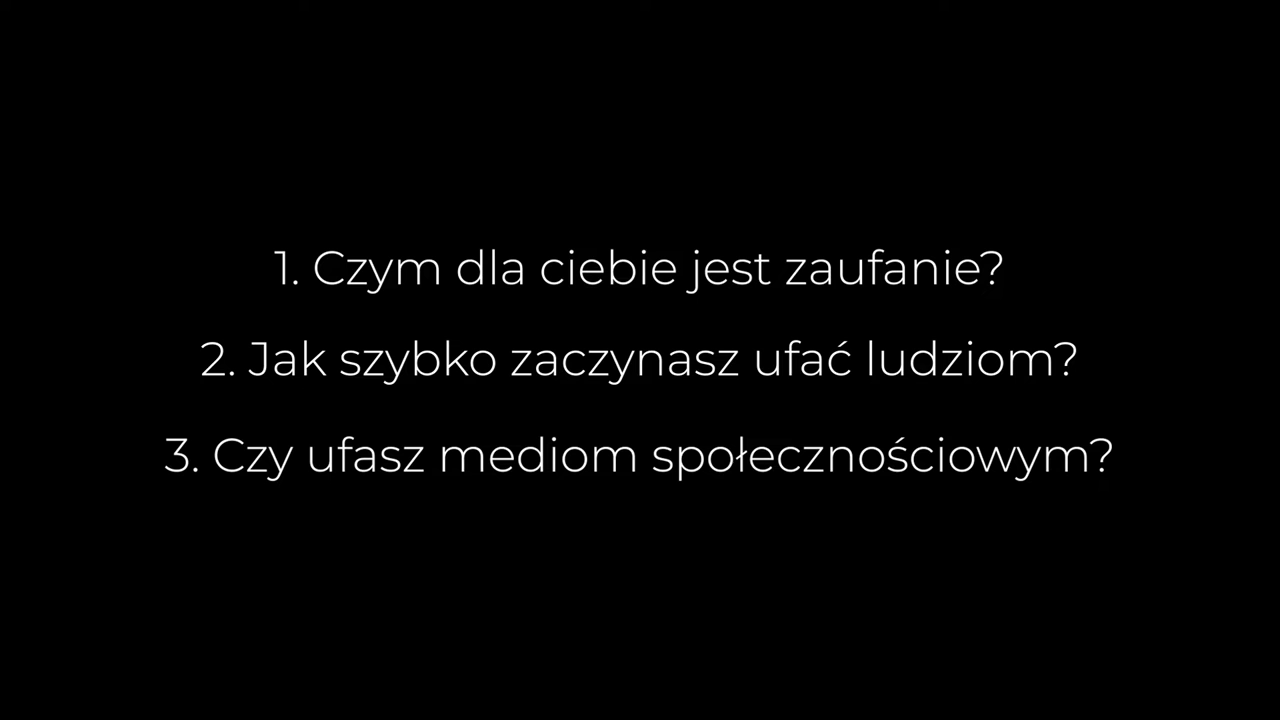 1. Czym dla ciebie jest zaufanie?
2. Jak szybko zaczynasz ufać ludziom?
3. Czy ufasz mediom społecznościowym?